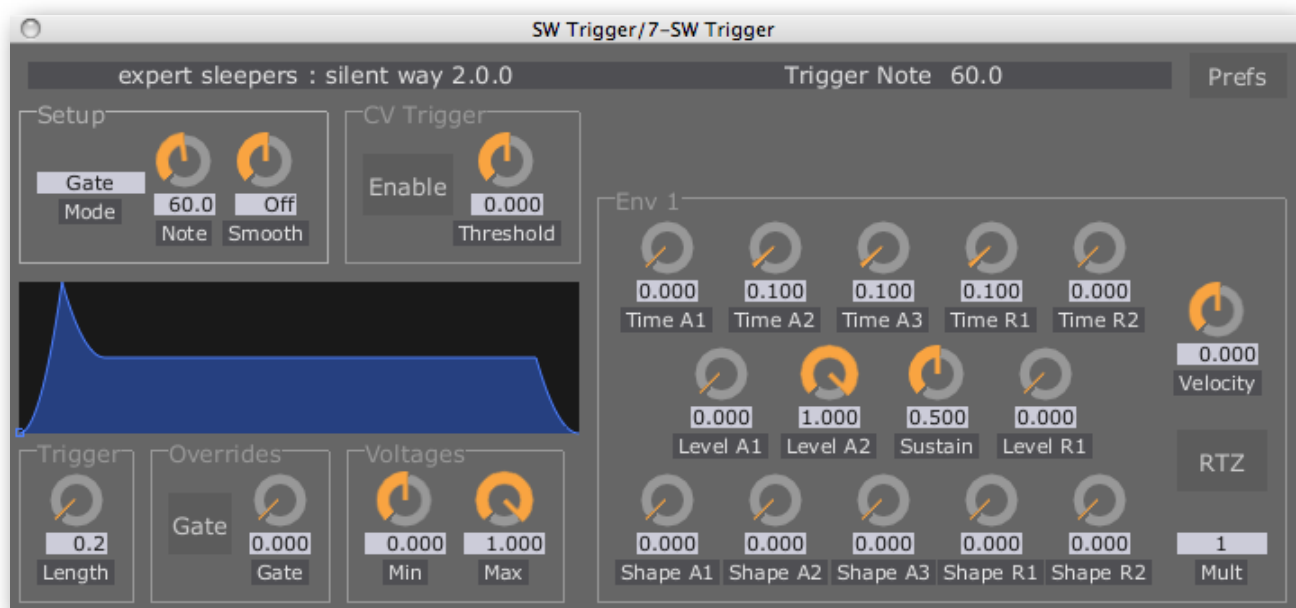 SW Trigger/7-SW Trigger
expert sleepers : silent way 2.0.0 Trigger Note 60.0 Prefs
Setup
Gate
Mode
60.0
Note
Off
Smooth
CV Trigger
Enable
0.000
Threshold
Env 1
0.000 0.100 0.100 0.100 0.000
Time A1 Time A2 Time A3 Time R1 Time R2
0.000
Velocity
0.000 1.000 0.500 0.000
Level A1 Level A2 Sustain Level R1
RTZ
0.000 0.000 0.000 0.000 0.000 1
Shape A1 Shape A2 Shape A3 Shape R1 Shape R2 Mult
Trigger
0.2
Length
Overrides
Gate
0.000
Gate
Voltages
0.000 1.000
Min Max